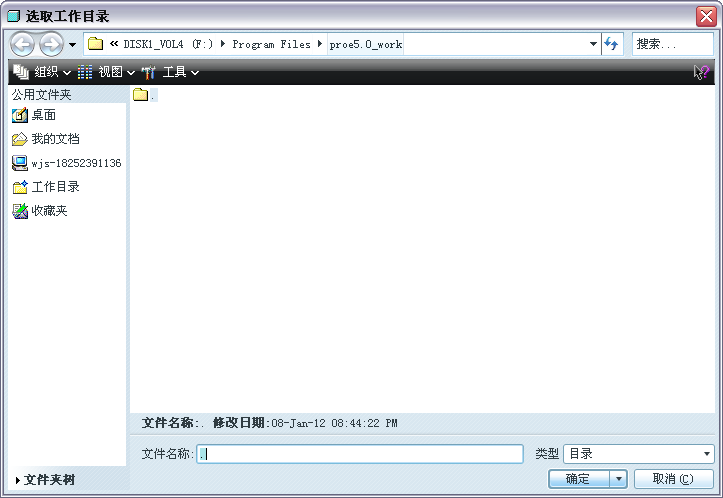 选取工作目录
« DISK1_VOL4 (F:) Program Files proe5.0_work 搜索...
组织 视图 工具
公用文件夹
.
桌面
我的文档
wjs-18252391136
工作目录
收藏夹
文件名称:. 修改日期:08-Jan-12 08:44:22 PM
文件名称: . 类型 目录
文件夹树
确定 取消(C)